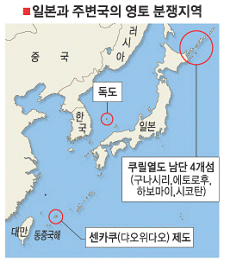 ■일본과 주변국의 영토 분쟁지역
러시아
중국
독도
한국
일본
쿠릴열도 남단 4개섬
(구나시리,에토로후,
하보마이,시코탄)
대만
동중국해
센카쿠(댜오위다오) 제도